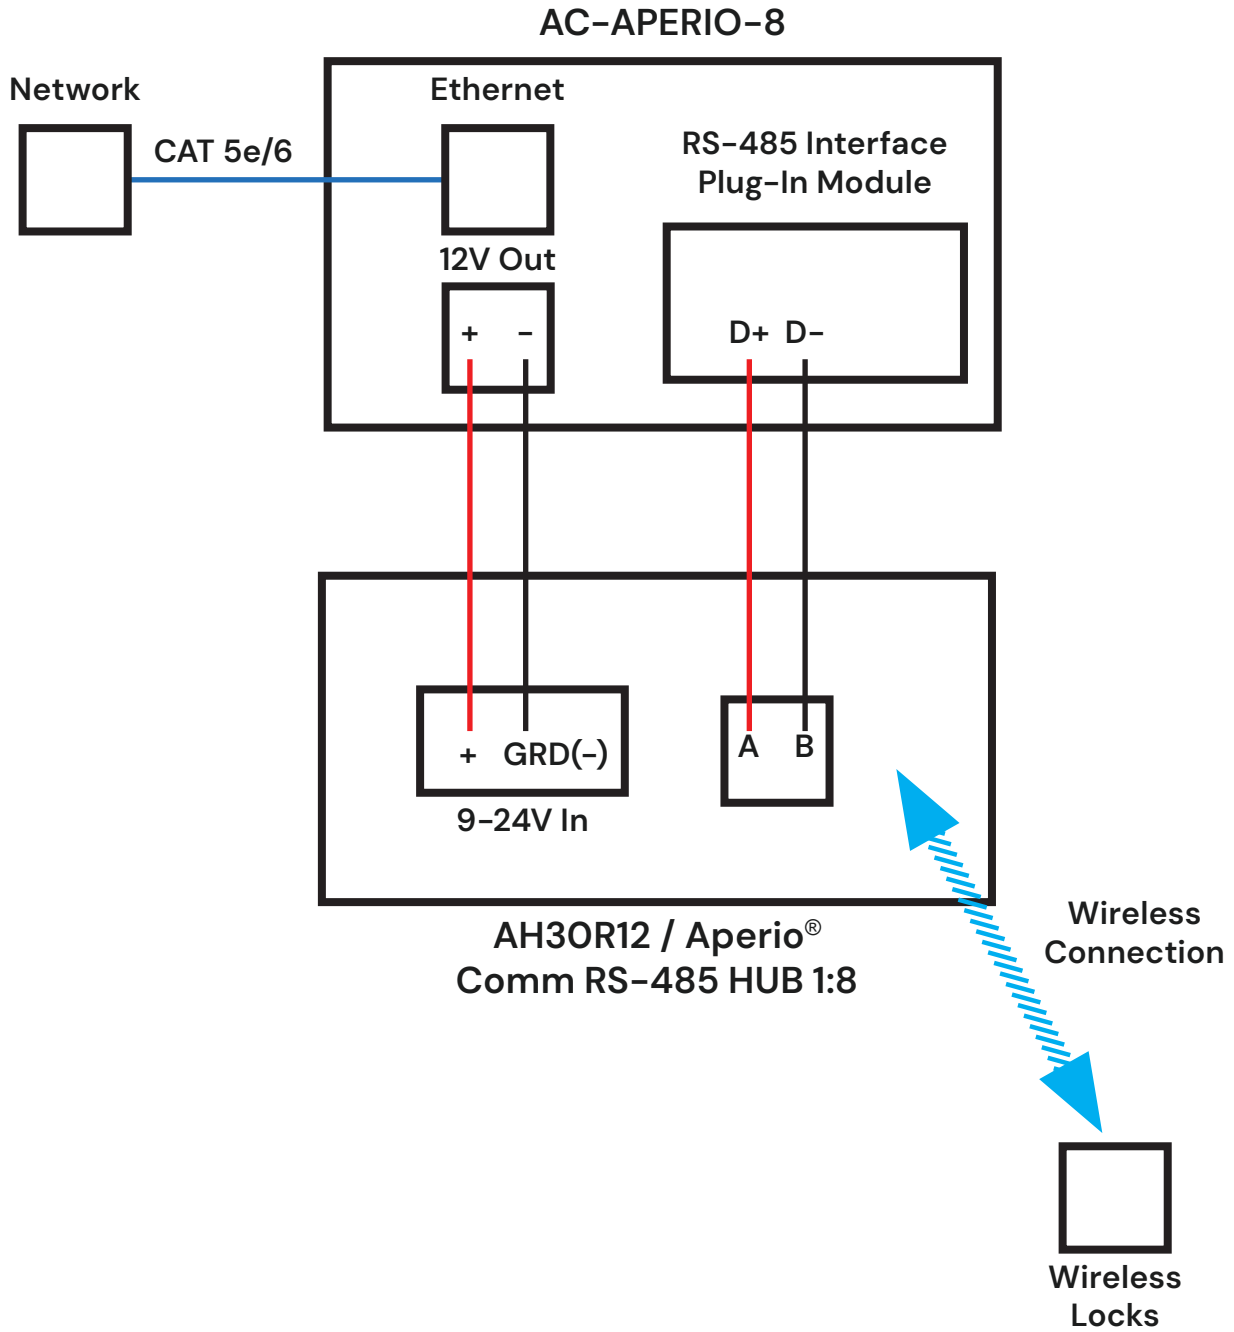 AC-APERIO-8
Network
Ethernet
CAT 5e/6
RS-485 Interface
Plug-In Module
12V Out
+ -
D+ D-
+ GRD(-)
9-24V In
A B
AH30R12 / Aperio®
Comm RS-485 HUB 1:8
Wireless
Connection
Wireless
Locks